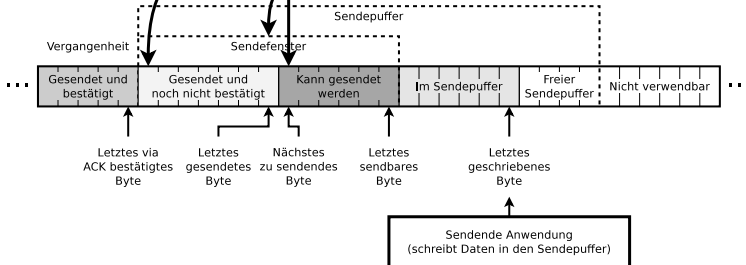 Sendepuffer
Vergangenheit
Sendefenster
Gesendet und
bestätigt
Gesendet und
noch nicht bestätigt
Kann gesendet
werden
Im Sendepuffer
Freier
Sendepuffer
Nicht verwendbar
Letztes via
ACK bestätigtes
Byte
Letztes
gesendetes
Byte
Nächstes
zu sendendes
Byte
Letztes
sendbares
Byte
Letztes
geschriebenes
Byte
Sendende Anwendung
(schreibt Daten in den Sendepuffer)